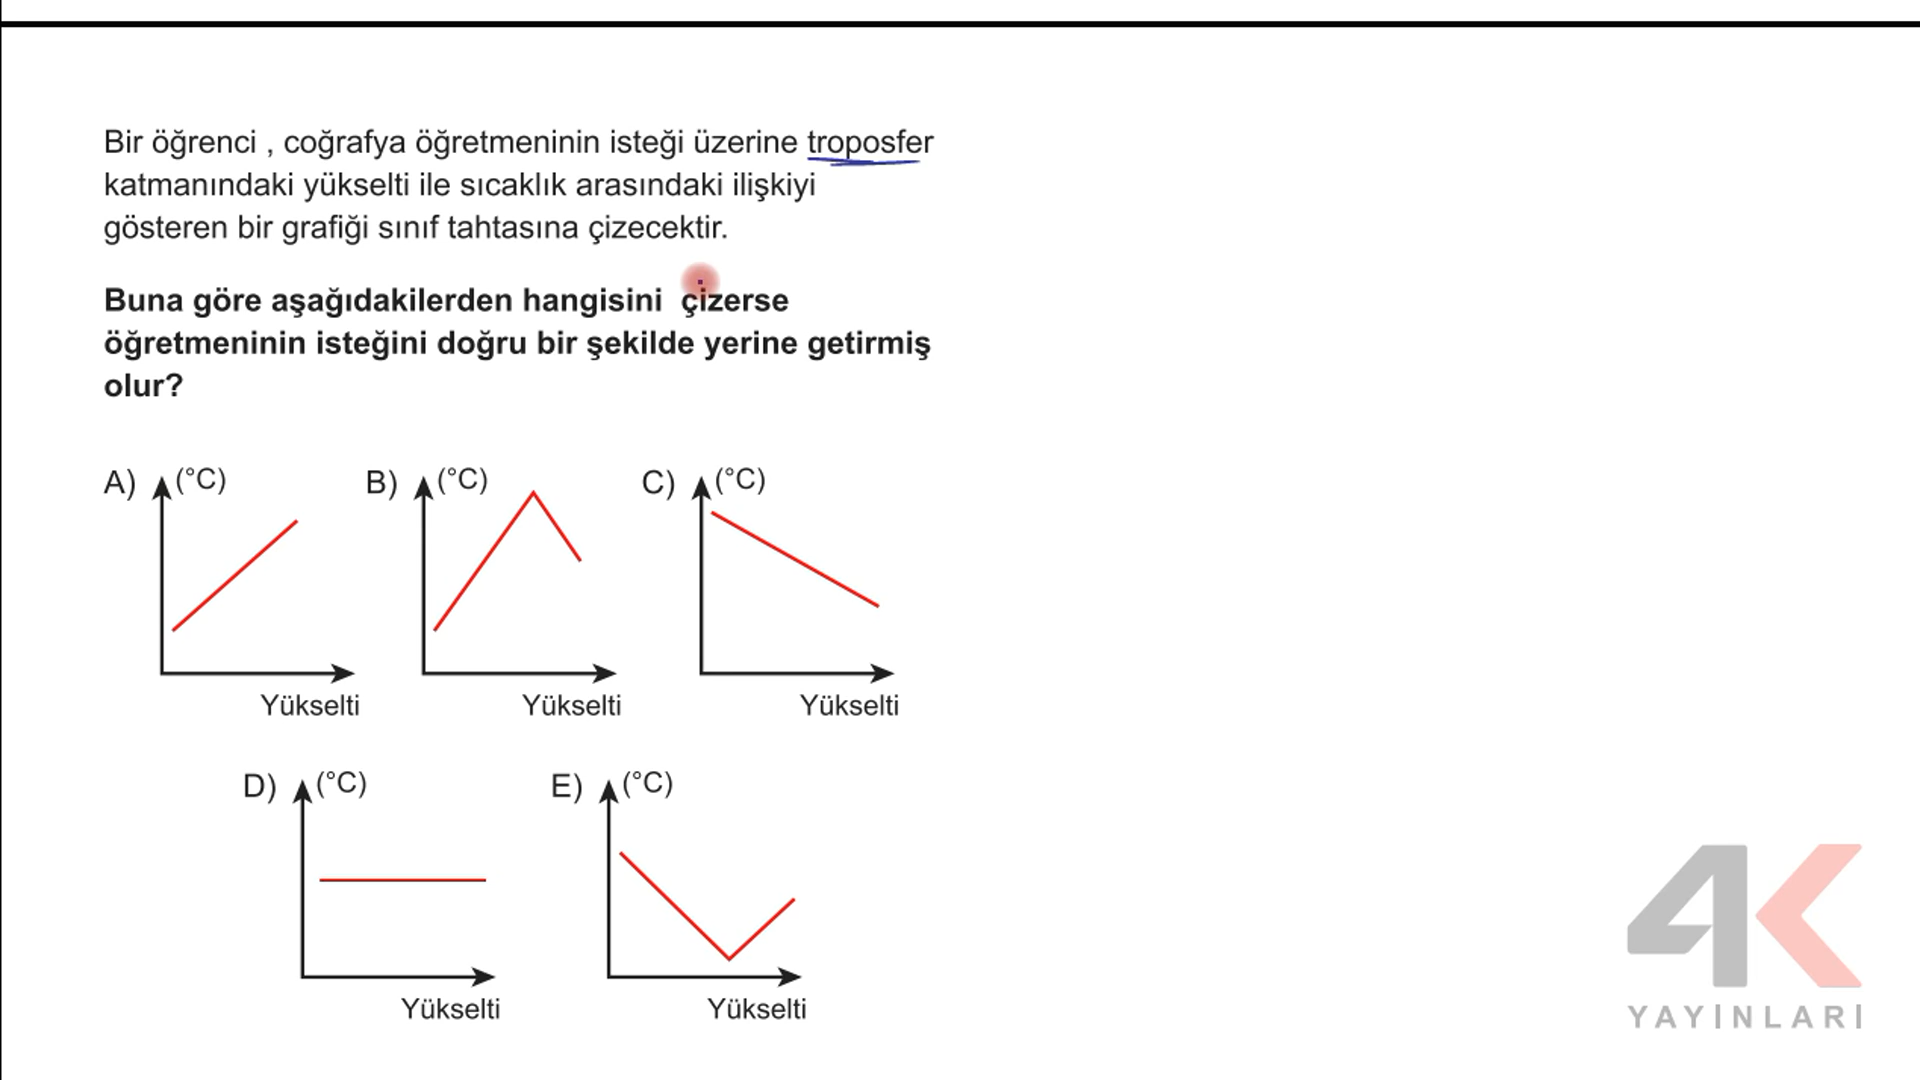 Bir öğrenci , coğrafya öğretmeninin isteği üzerine troposfer
katmanındaki yükselti ile sıcaklık arasındaki ilişkiyi
gösteren bir grafiği sınıf tahtasına çizecektir.
Buna göre aşağıdakilerden hangisini çizerse
öğretmeninin isteğini doğru bir şekilde yerine getirmiş
olur?
A) (°C) B) (°C) C) (°C)
Yükselti Yükselti Yükselti
D) (°C) E) (°C)
Yükselti Yükselti
4K
YAYINLARI